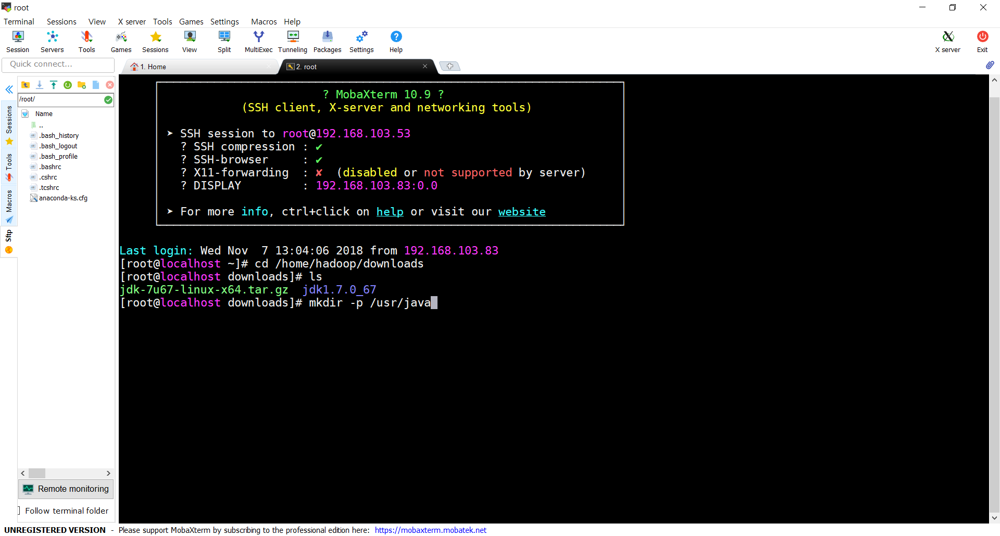 root
Terminal Sessions View X server Tools Games Settings Macros Help
Session Servers Tools Games Sessions View Split MultiExec Tunneling Packages Settings Help X server Exit
Quick connect...
1. Home
2. root
/root/
Name
..
.bash_history
.bash_logout
.bash_profile
.bashrc
.cshrc
.tcshrc
anaconda-ks.cfg
Sessions
Tools
Macros
Sftp
Remote monitoring
Follow terminal folder
? MobaXterm 10.9 ?
(SSH client, X-server and networking tools)
➤ SSH session to root@192.168.103.53
? SSH compression : ✔
? SSH-browser : ✔
? X11-forwarding : ✘ (disabled or not supported by server)
? DISPLAY : 192.168.103.83:0.0
➤ For more info, ctrl+click on help or visit our website
Last login: Wed Nov  7 13:04:06 2018 from 192.168.103.83
[root@localhost ~]# cd /home/hadoop/downloads
[root@localhost downloads]# ls
jdk-7u67-linux-x64.tar.gz  jdk1.7.0_67
[root@localhost downloads]# mkdir -p /usr/java
UNREGISTERED VERSION - Please support MobaXterm by subscribing to the professional edition here: https://mobaxterm.mobatek.net